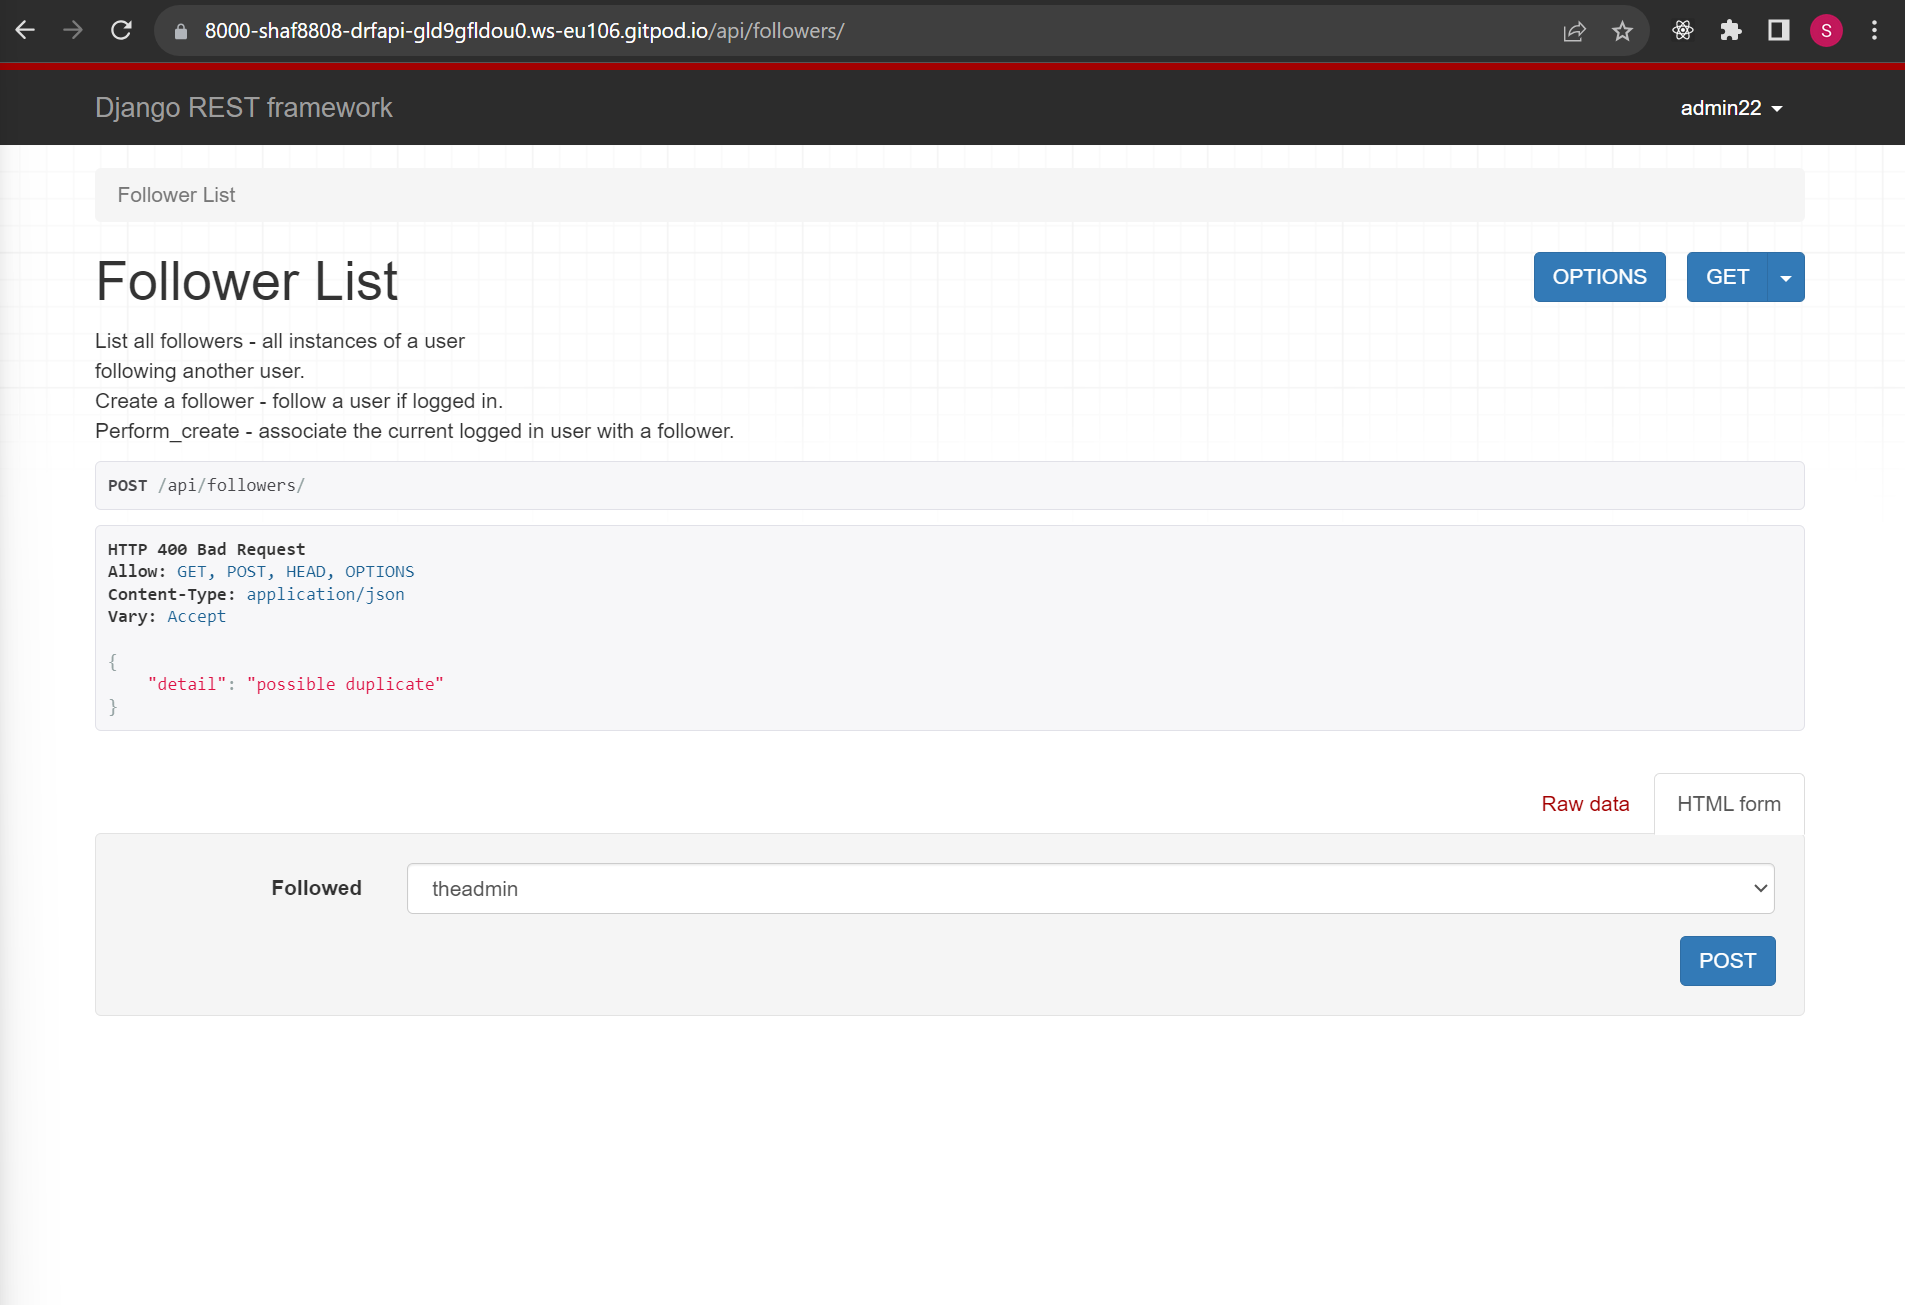 8000-shaf8808-drfapi-gld9gfldou0.ws-eu106.gitpod.io/api/followers/
S
Django REST framework
admin22
Follower List
Follower List
OPTIONS
GET
List all followers - all instances of a user
following another user.
Create a follower - follow a user if logged in.
Perform_create - associate the current logged in user with a follower.
POST /api/followers/
HTTP 400 Bad Request
Allow: GET, POST, HEAD, OPTIONS
Content-Type: application/json
Vary: Accept
{
    "detail": "possible duplicate"
}
Raw data
HTML form
Followed
theadmin
POST